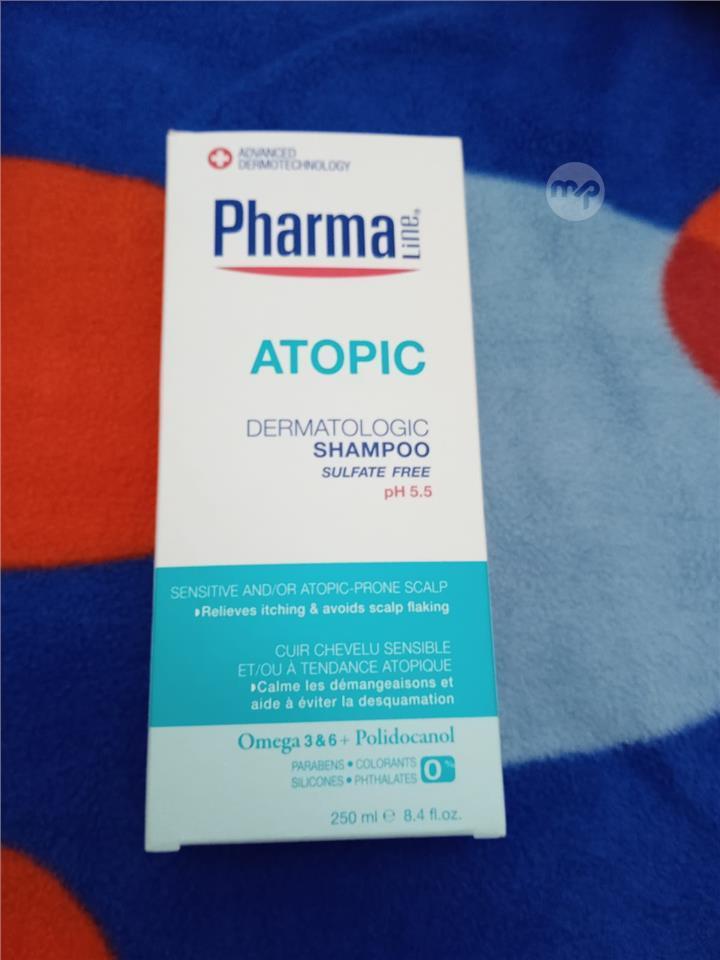 ADVANCED
DERMOTECHNOLOGY
Pharma Line®
ATOPIC
DERMATOLOGIC
SHAMPOO
SULFATE FREE
pH 5.5
SENSITIVE AND/OR ATOPIC-PRONE SCALP
Relieves itching & avoids scalp flaking
CUIR CHEVELU SENSIBLE
ET/OU À TENDANCE ATOPIQUE
Calme les démangeaisons et
aide à éviter la desquamation
Omega 3 & 6 + Polidocanol
PARABENS • COLORANTS
SILICONES • PHTHALATES
0%
250 ml ℮ 8.4 fl.oz.
mp